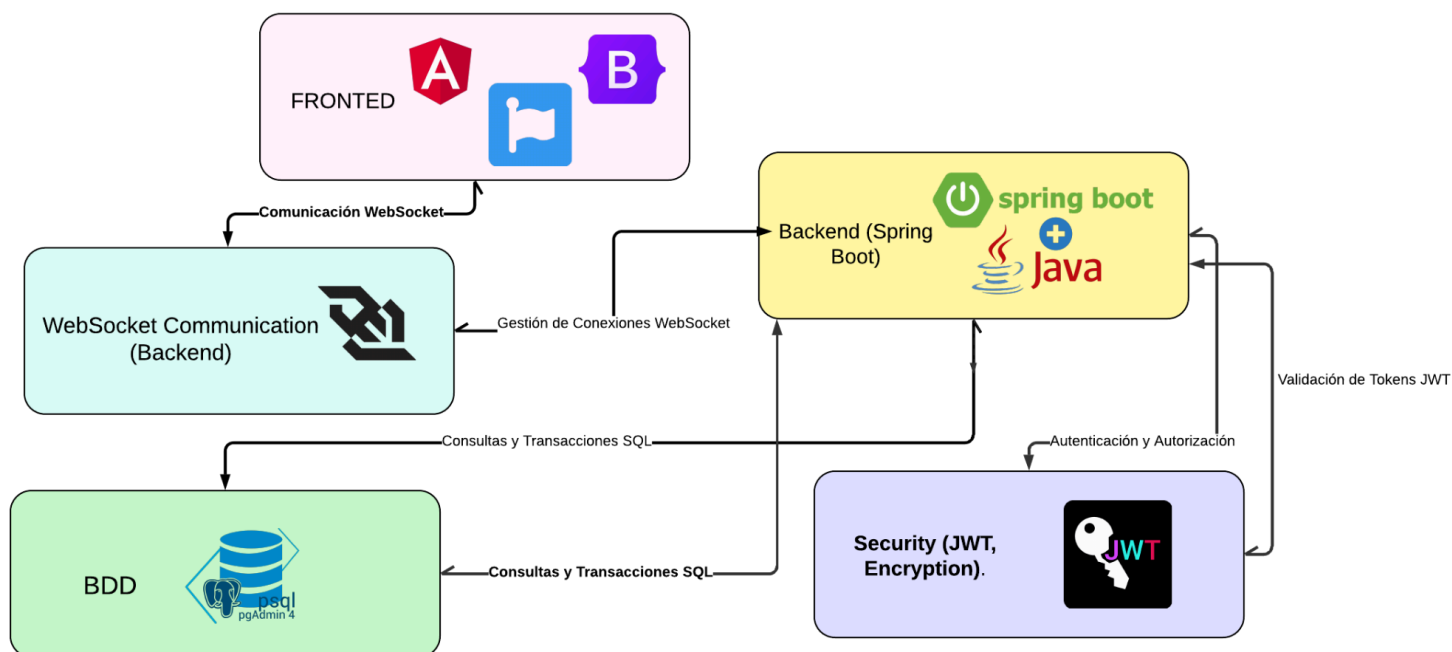 FRONTED
A
B
Comunicación WebSocket
WebSocket Communication
(Backend)
Gestión de Conexiones WebSocket
Backend (Spring
Boot)
spring boot
Java
Consultas y Transacciones SQL
Validación de Tokens JWT
Autenticación y Autorización
BDD
psql
pgAdmin 4
Consultas y Transacciones SQL
Security (JWT,
Encryption).
JWT